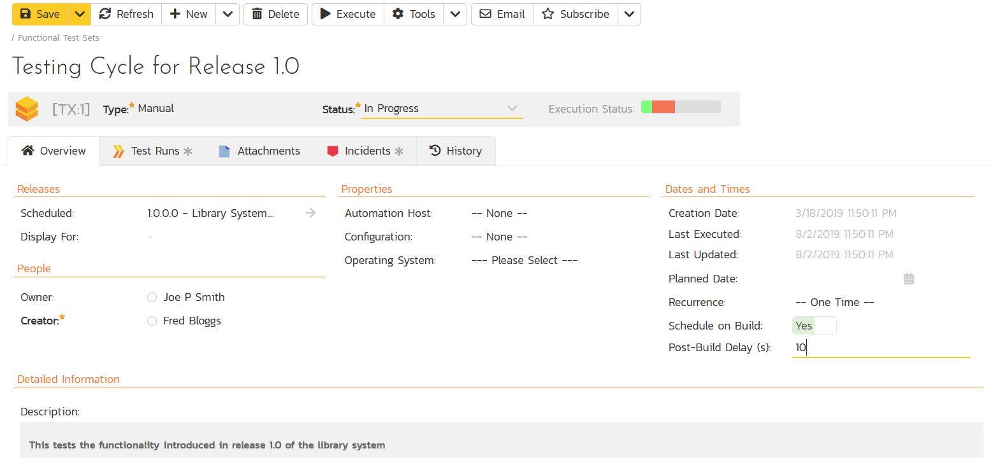 Save Refresh New Delete Execute Tools Email Subscribe
/ Functional Test Sets
Testing Cycle for Release 1.0
[TX:1] Type: Manual Status: In Progress Execution Status:
Overview Test Runs Attachments Incidents History
Releases
Scheduled: 1.0.0.0 - Library System...
Display For: -
People
Owner: Joe P Smith
Creator: Fred Bloggs
Properties
Automation Host: -- None --
Configuration: -- None --
Operating System: --- Please Select ---
Dates and Times
Creation Date: 3/18/2019 11:50:11 PM
Last Executed: 8/2/2019 11:50:11 PM
Last Updated: 8/2/2019 11:50:11 PM
Planned Date:
Recurrence: -- One Time --
Schedule on Build: Yes
Post-Build Delay (s): 10
Detailed Information
Description:
This tests the functionality introduced in release 1.0 of the library system